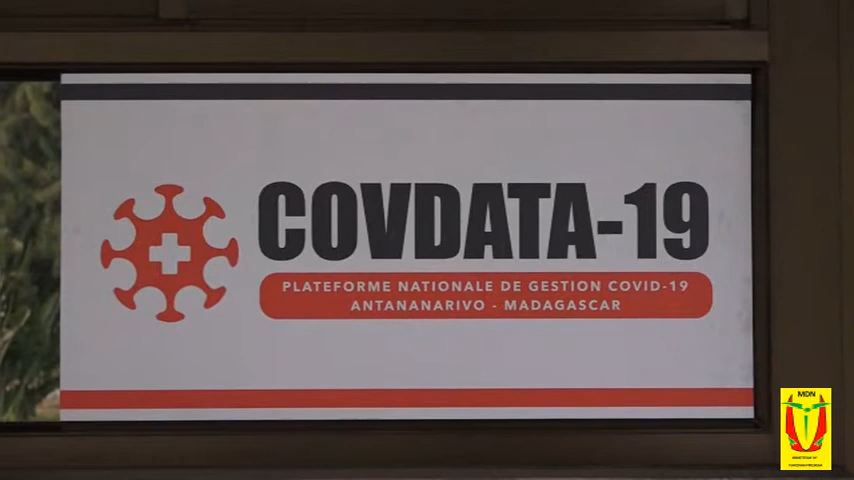 COVDATA-19
PLATEFORME NATIONALE DE GESTION COVID-19
ANTANANARIVO - MADAGASCAR
MDN